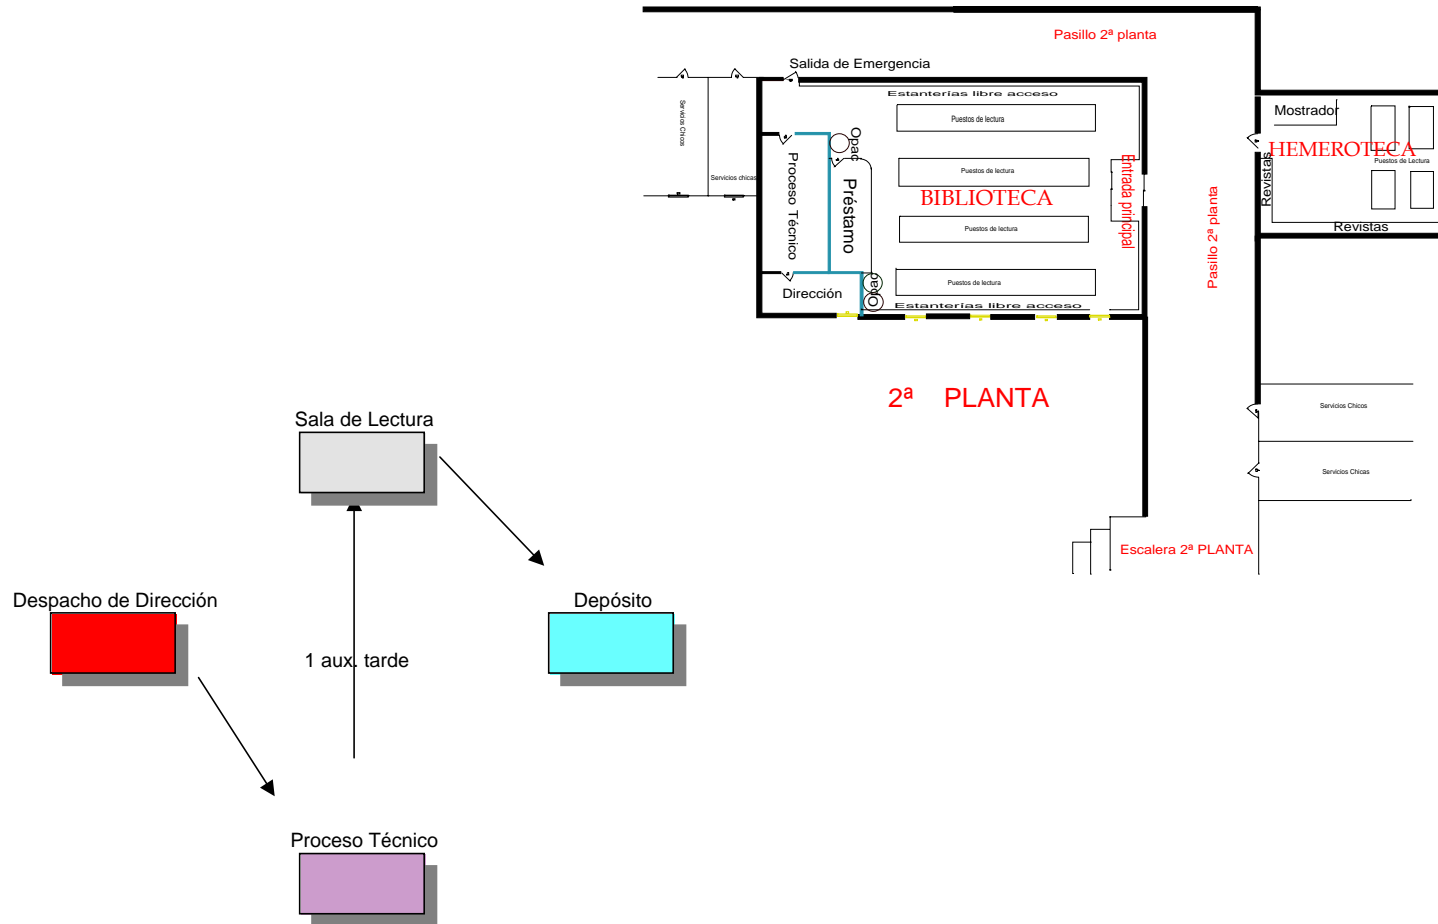 Pasillo 2ª planta
Salida de Emergencia
Estanterías libre acceso
Servicios Chicos
Servicios chicas
Opac
Proceso Técnico
Préstamo
Puestos de lectura
Puestos de lectura
BIBLIOTECA
Puestos de lectura
Puestos de lectura
Entrada principal
Dirección
Opac
Estanterías libre acceso
Pasillo 2ª planta
Mostrador
HEMEROTECA
Puestos de Lectura
Revistas
Revistas
2ª PLANTA
Servicios Chicos
Servicios Chicas
Escalera 2ª PLANTA
Sala de Lectura
Despacho de Dirección
Depósito
1 aux. tarde
Proceso Técnico